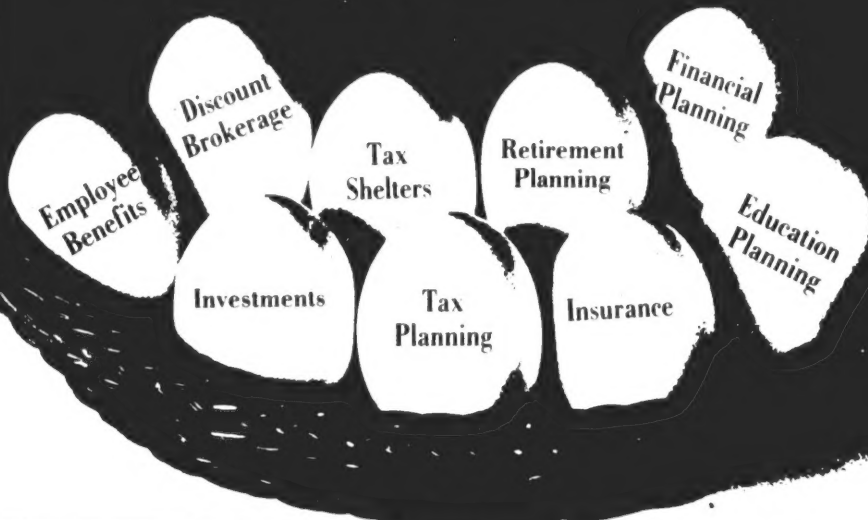 Employee
Benefits
Discount
Brokerage
Tax
Shelters
Retirement
Planning
Financial
Planning
Education
Planning
Investments
Tax
Planning
Insurance